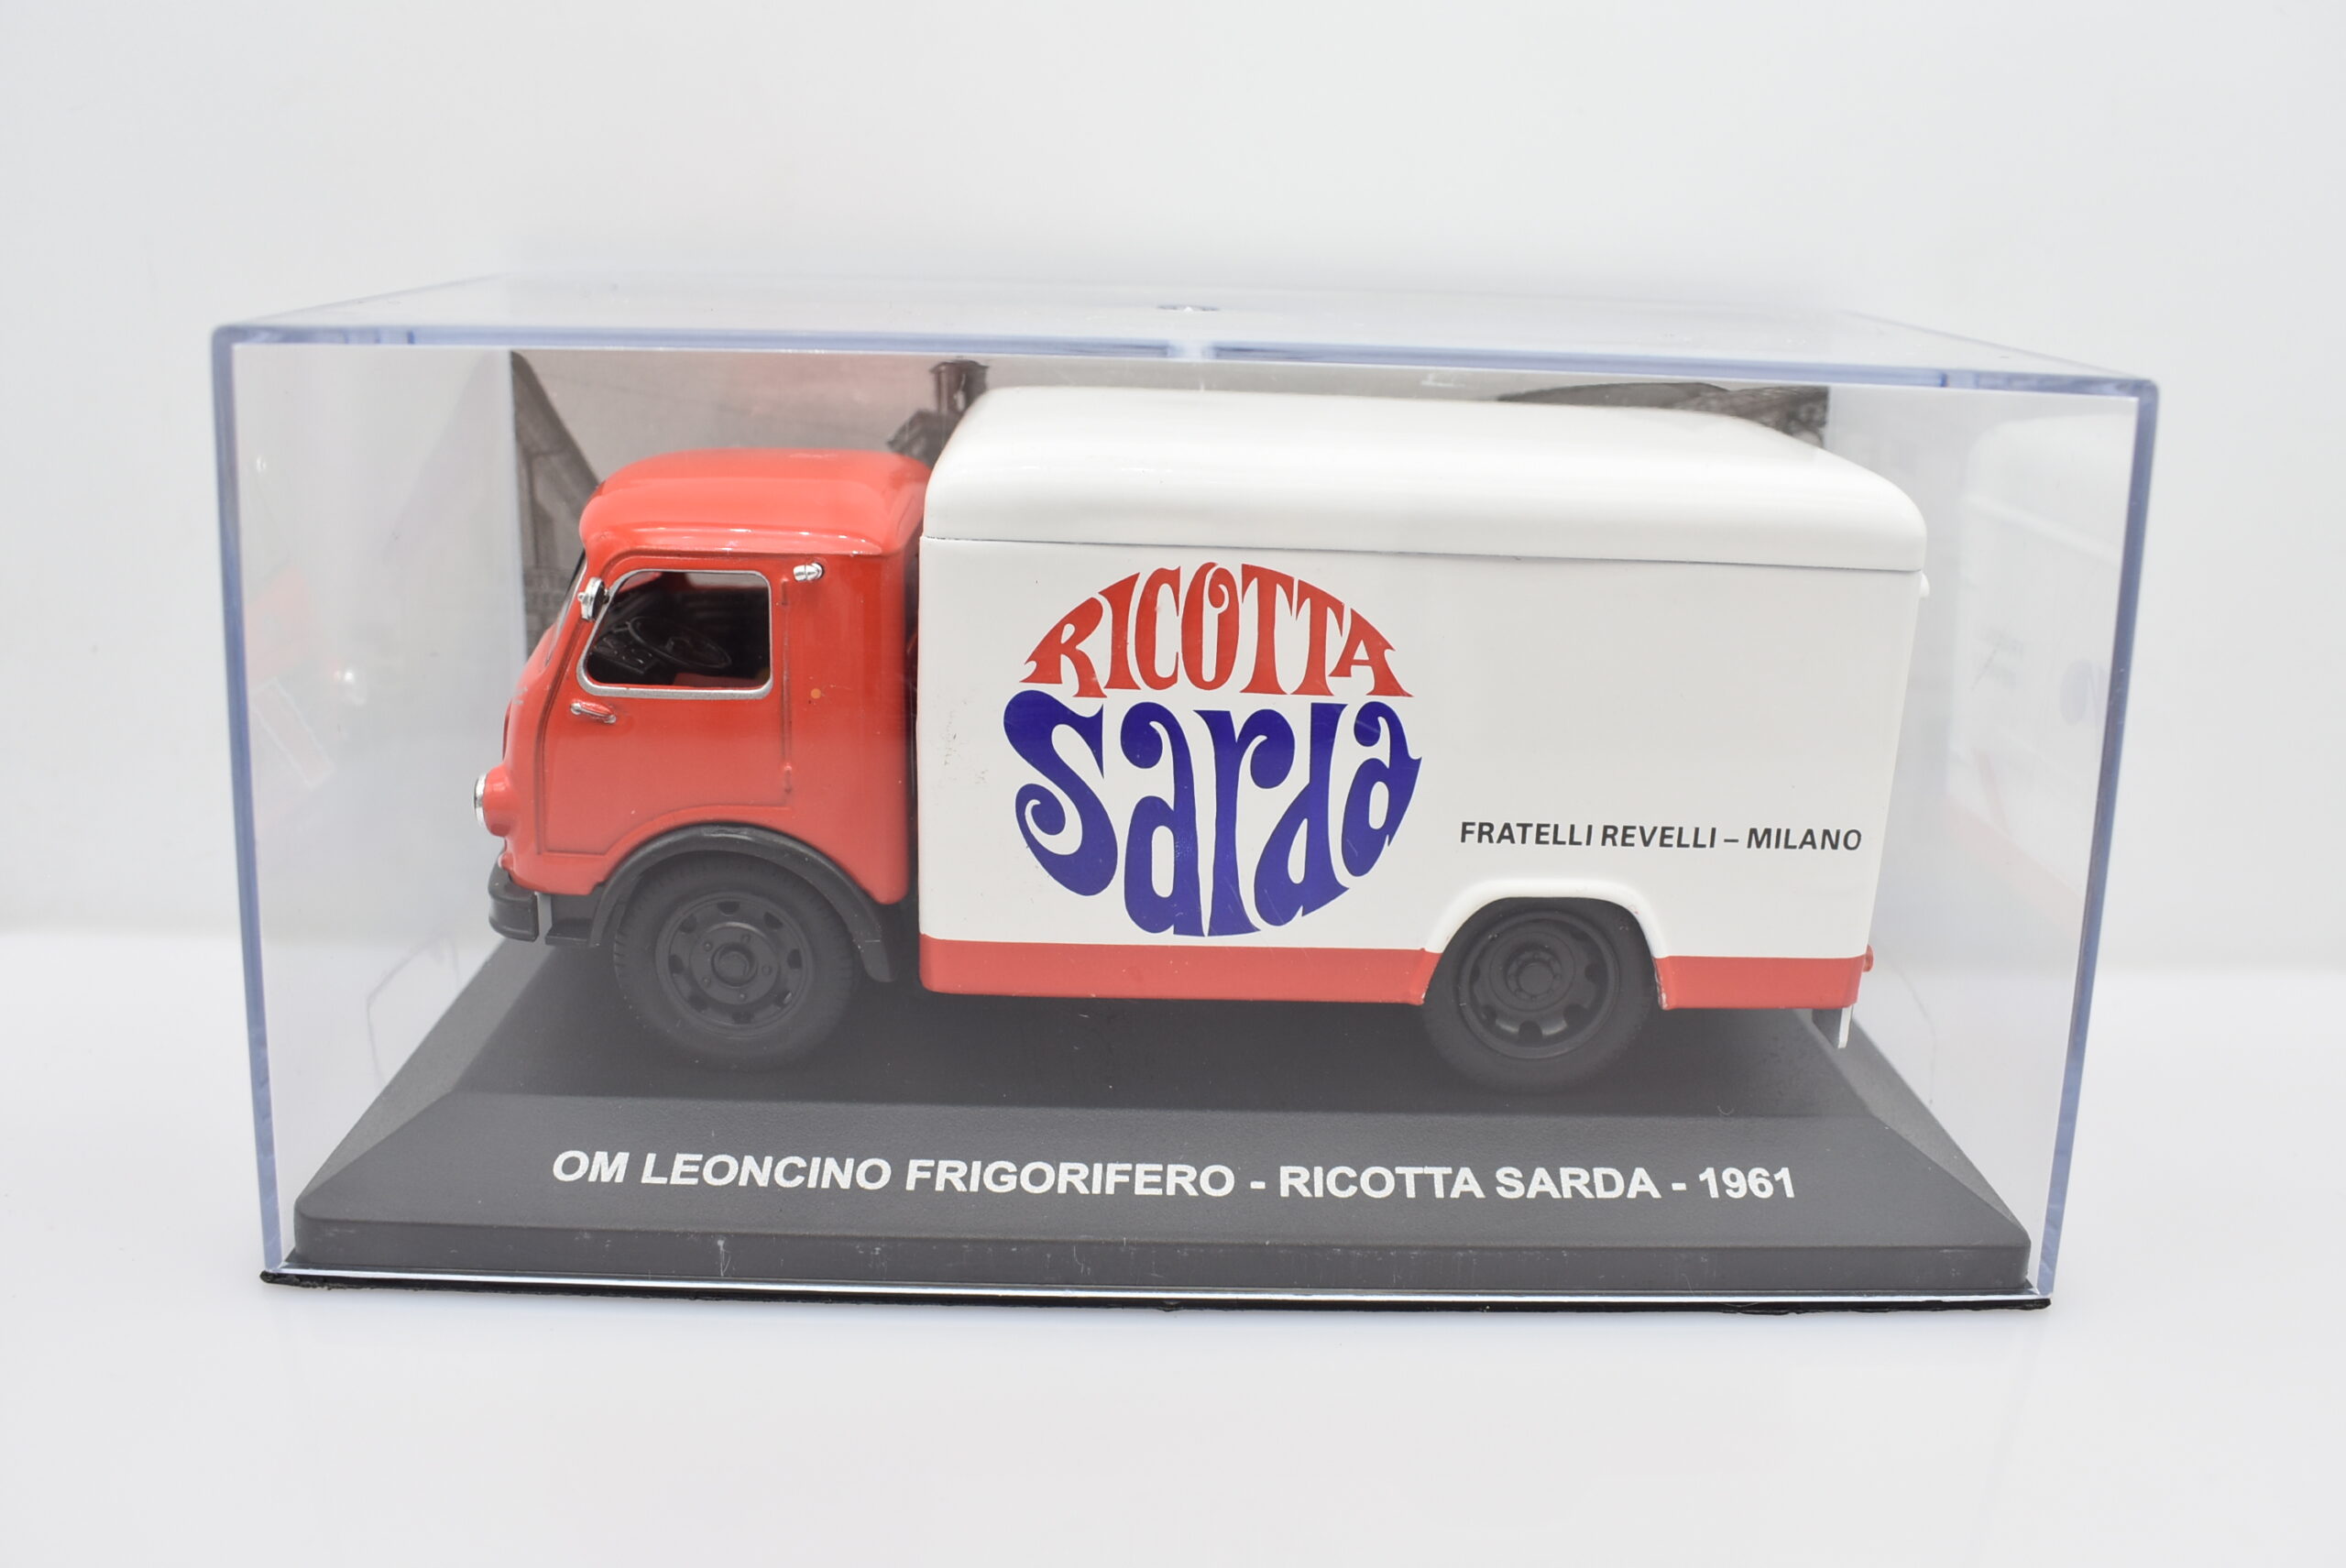 RICOTTA
Sarda
FRATELLI REVELLI – MILANO
OM LEONCINO FRIGORIFERO - RICOTTA SARDA - 1961